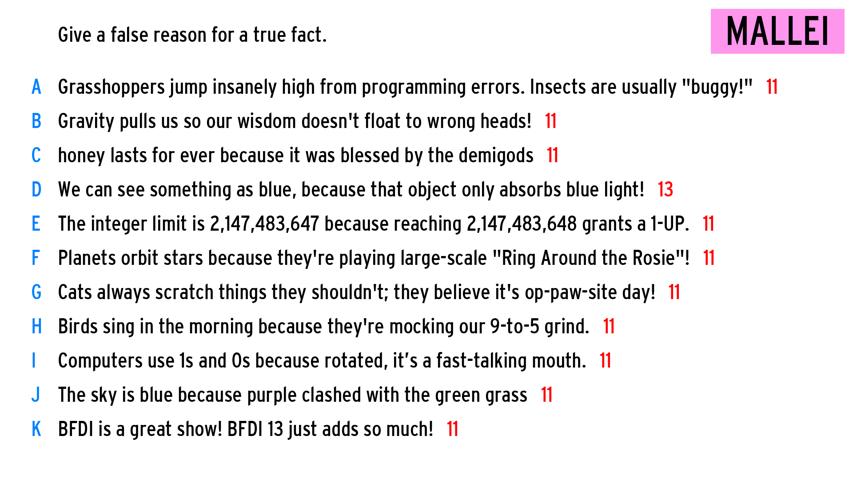 Give a false reason for a true fact.
MALLEI
A Grasshoppers jump insanely high from programming errors. Insects are usually "buggy!" 11
B Gravity pulls us so our wisdom doesn't float to wrong heads! 11
C honey lasts for ever because it was blessed by the demigods 11
D We can see something as blue, because that object only absorbs blue light! 13
E The integer limit is 2,147,483,647 because reaching 2,147,483,648 grants a 1-UP. 11
F Planets orbit stars because they're playing large-scale "Ring Around the Rosie"! 11
G Cats always scratch things they shouldn't; they believe it's op-paw-site day! 11
H Birds sing in the morning because they're mocking our 9-to-5 grind. 11
I Computers use 1s and 0s because rotated, it’s a fast-talking mouth. 11
J The sky is blue because purple clashed with the green grass 11
K BFDI is a great show! BFDI 13 just adds so much! 11